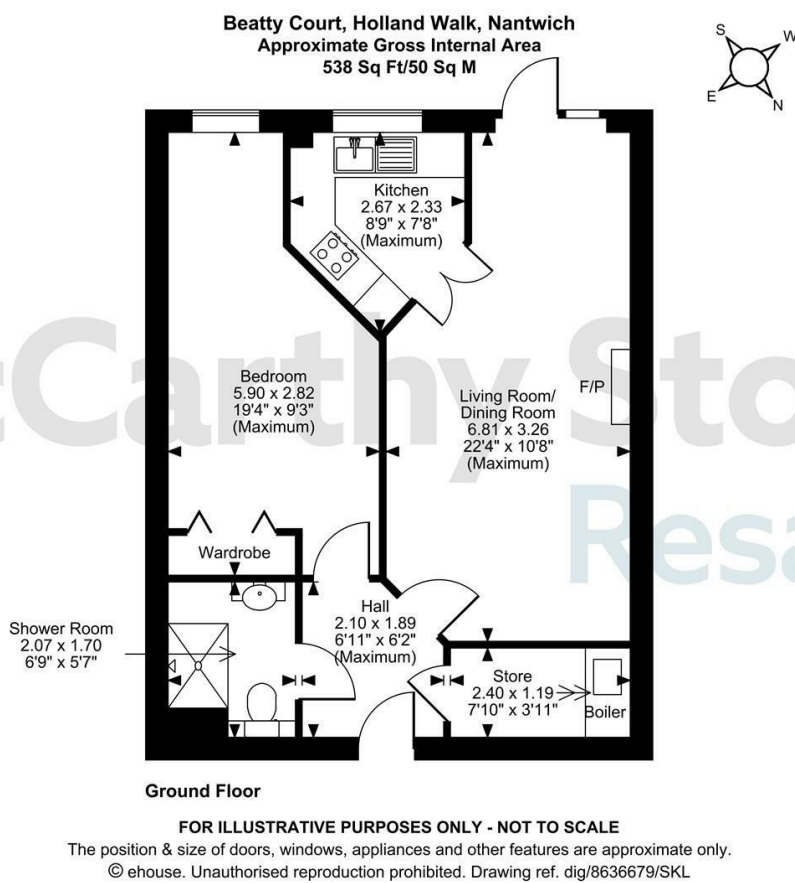 Beatty Court, Holland Walk, Nantwich
Approximate Gross Internal Area
538 Sq Ft/50 Sq M
S
W
E
N
Kitchen
2.67 x 2.33
8'9" x 7'8"
(Maximum)
Bedroom
5.90 x 2.82
19'4" x 9'3"
(Maximum)
Living Room/
Dining Room
6.81 x 3.26
22'4" x 10'8"
(Maximum)
F/P
cCarthy Sto
Resa
Wardrobe
Shower Room
2.07 x 1.70
6'9" x 5'7"
Hall
2.10 x 1.89
6'11" x 6'2"
(Maximum)
Store
2.40 x 1.19
7'10" x 3'11"
Boiler
Ground Floor
FOR ILLUSTRATIVE PURPOSES ONLY - NOT TO SCALE
The position & size of doors, windows, appliances and other features are approximate only.
© ehouse. Unauthorised reproduction prohibited. Drawing ref. dig/8636679/SKL